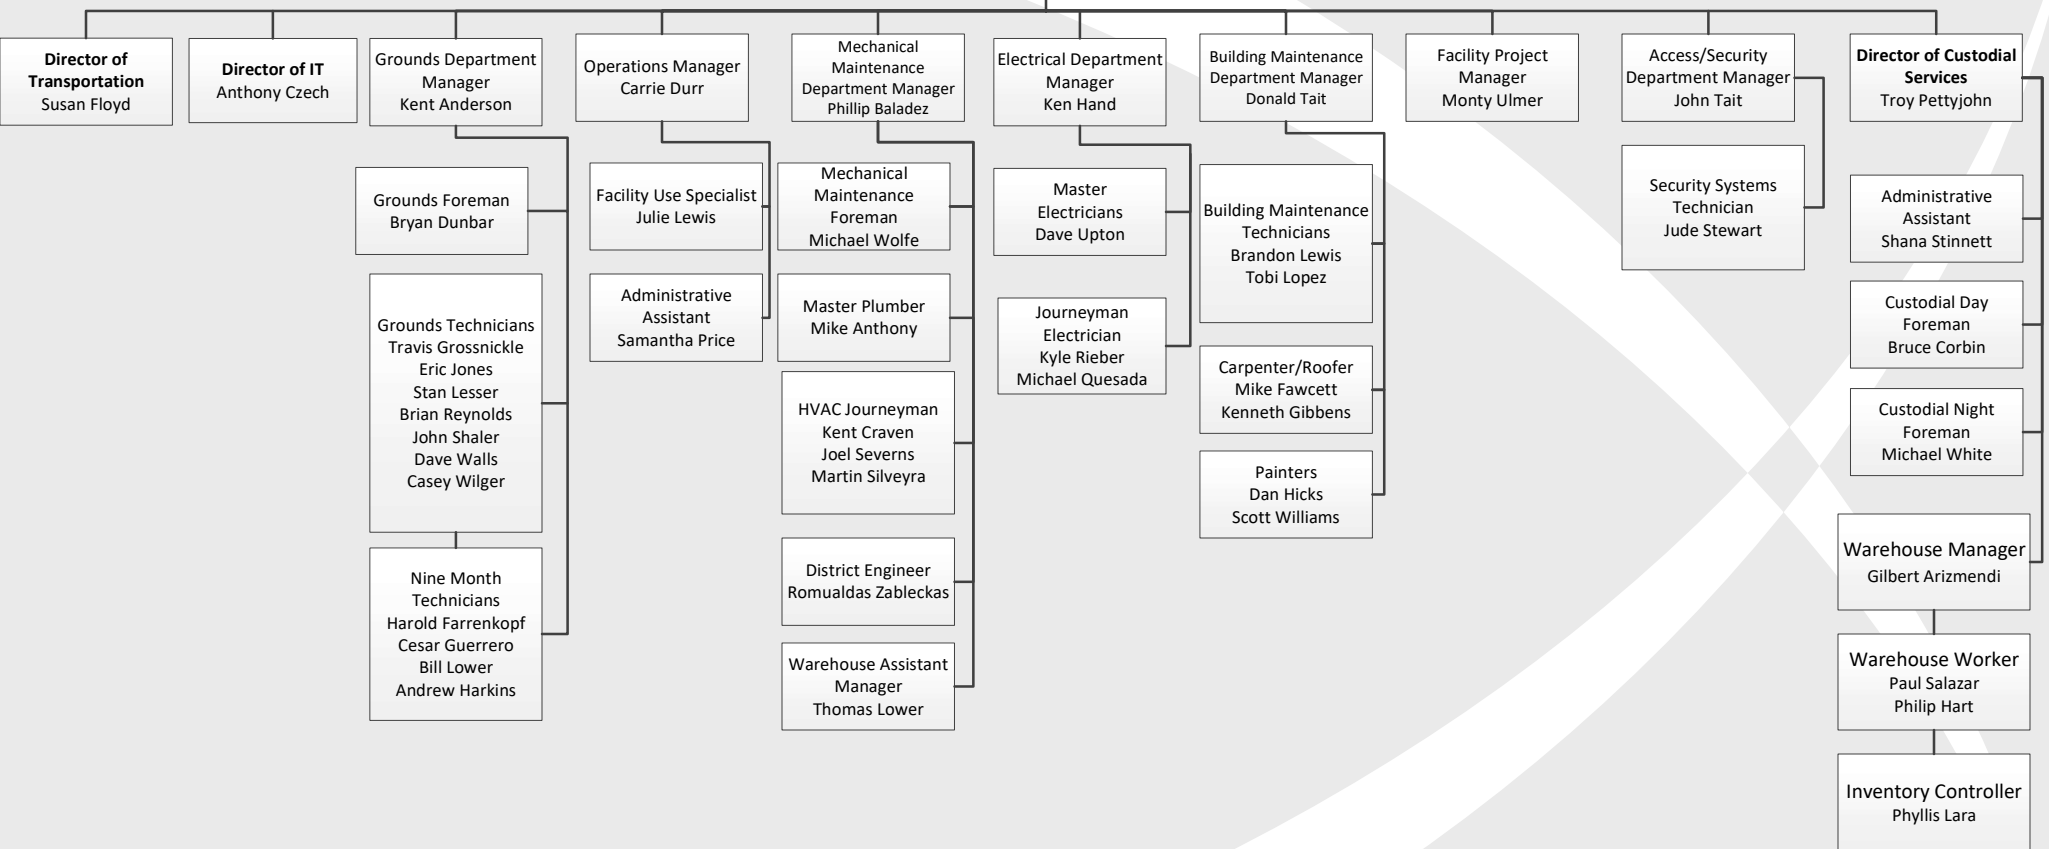 Director of
Transportation
Susan Floyd
Director of IT
Anthony Czech
Grounds Department
Manager
Kent Anderson
Grounds Foreman
Bryan Dunbar
Grounds Technicians
Travis Grossnickle
Eric Jones
Stan Lesser
Brian Reynolds
John Shaler
Dave Walls
Casey Wilger
Nine Month
Technicians
Harold Farrenkopf
Cesar Guerrero
Bill Lower
Andrew Harkins
Operations Manager
Carrie Durr
Facility Use Specialist
Julie Lewis
Administrative
Assistant
Samantha Price
Mechanical
Maintenance
Department Manager
Phillip Baladez
Mechanical
Maintenance
Foreman
Michael Wolfe
Master Plumber
Mike Anthony
HVAC Journeyman
Kent Craven
Joel Severns
Martin Silveyra
District Engineer
Romualdas Zableckas
Warehouse Assistant
Manager
Thomas Lower
Electrical Department
Manager
Ken Hand
Master
Electricians
Dave Upton
Journeyman
Electrician
Kyle Rieber
Michael Quesada
Building Maintenance
Department Manager
Donald Tait
Building Maintenance
Technicians
Brandon Lewis
Tobi Lopez
Carpenter/Roofer
Mike Fawcett
Kenneth Gibbens
Painters
Dan Hicks
Scott Williams
Facility Project
Manager
Monty Ulmer
Access/Security
Department Manager
John Tait
Security Systems
Technician
Jude Stewart
Director of Custodial
Services
Troy Pettyjohn
Administrative
Assistant
Shana Stinnett
Custodial Day
Foreman
Bruce Corbin
Custodial Night
Foreman
Michael White
Warehouse Manager
Gilbert Arizmendi
Warehouse Worker
Paul Salazar
Philip Hart
Inventory Controller
Phyllis Lara